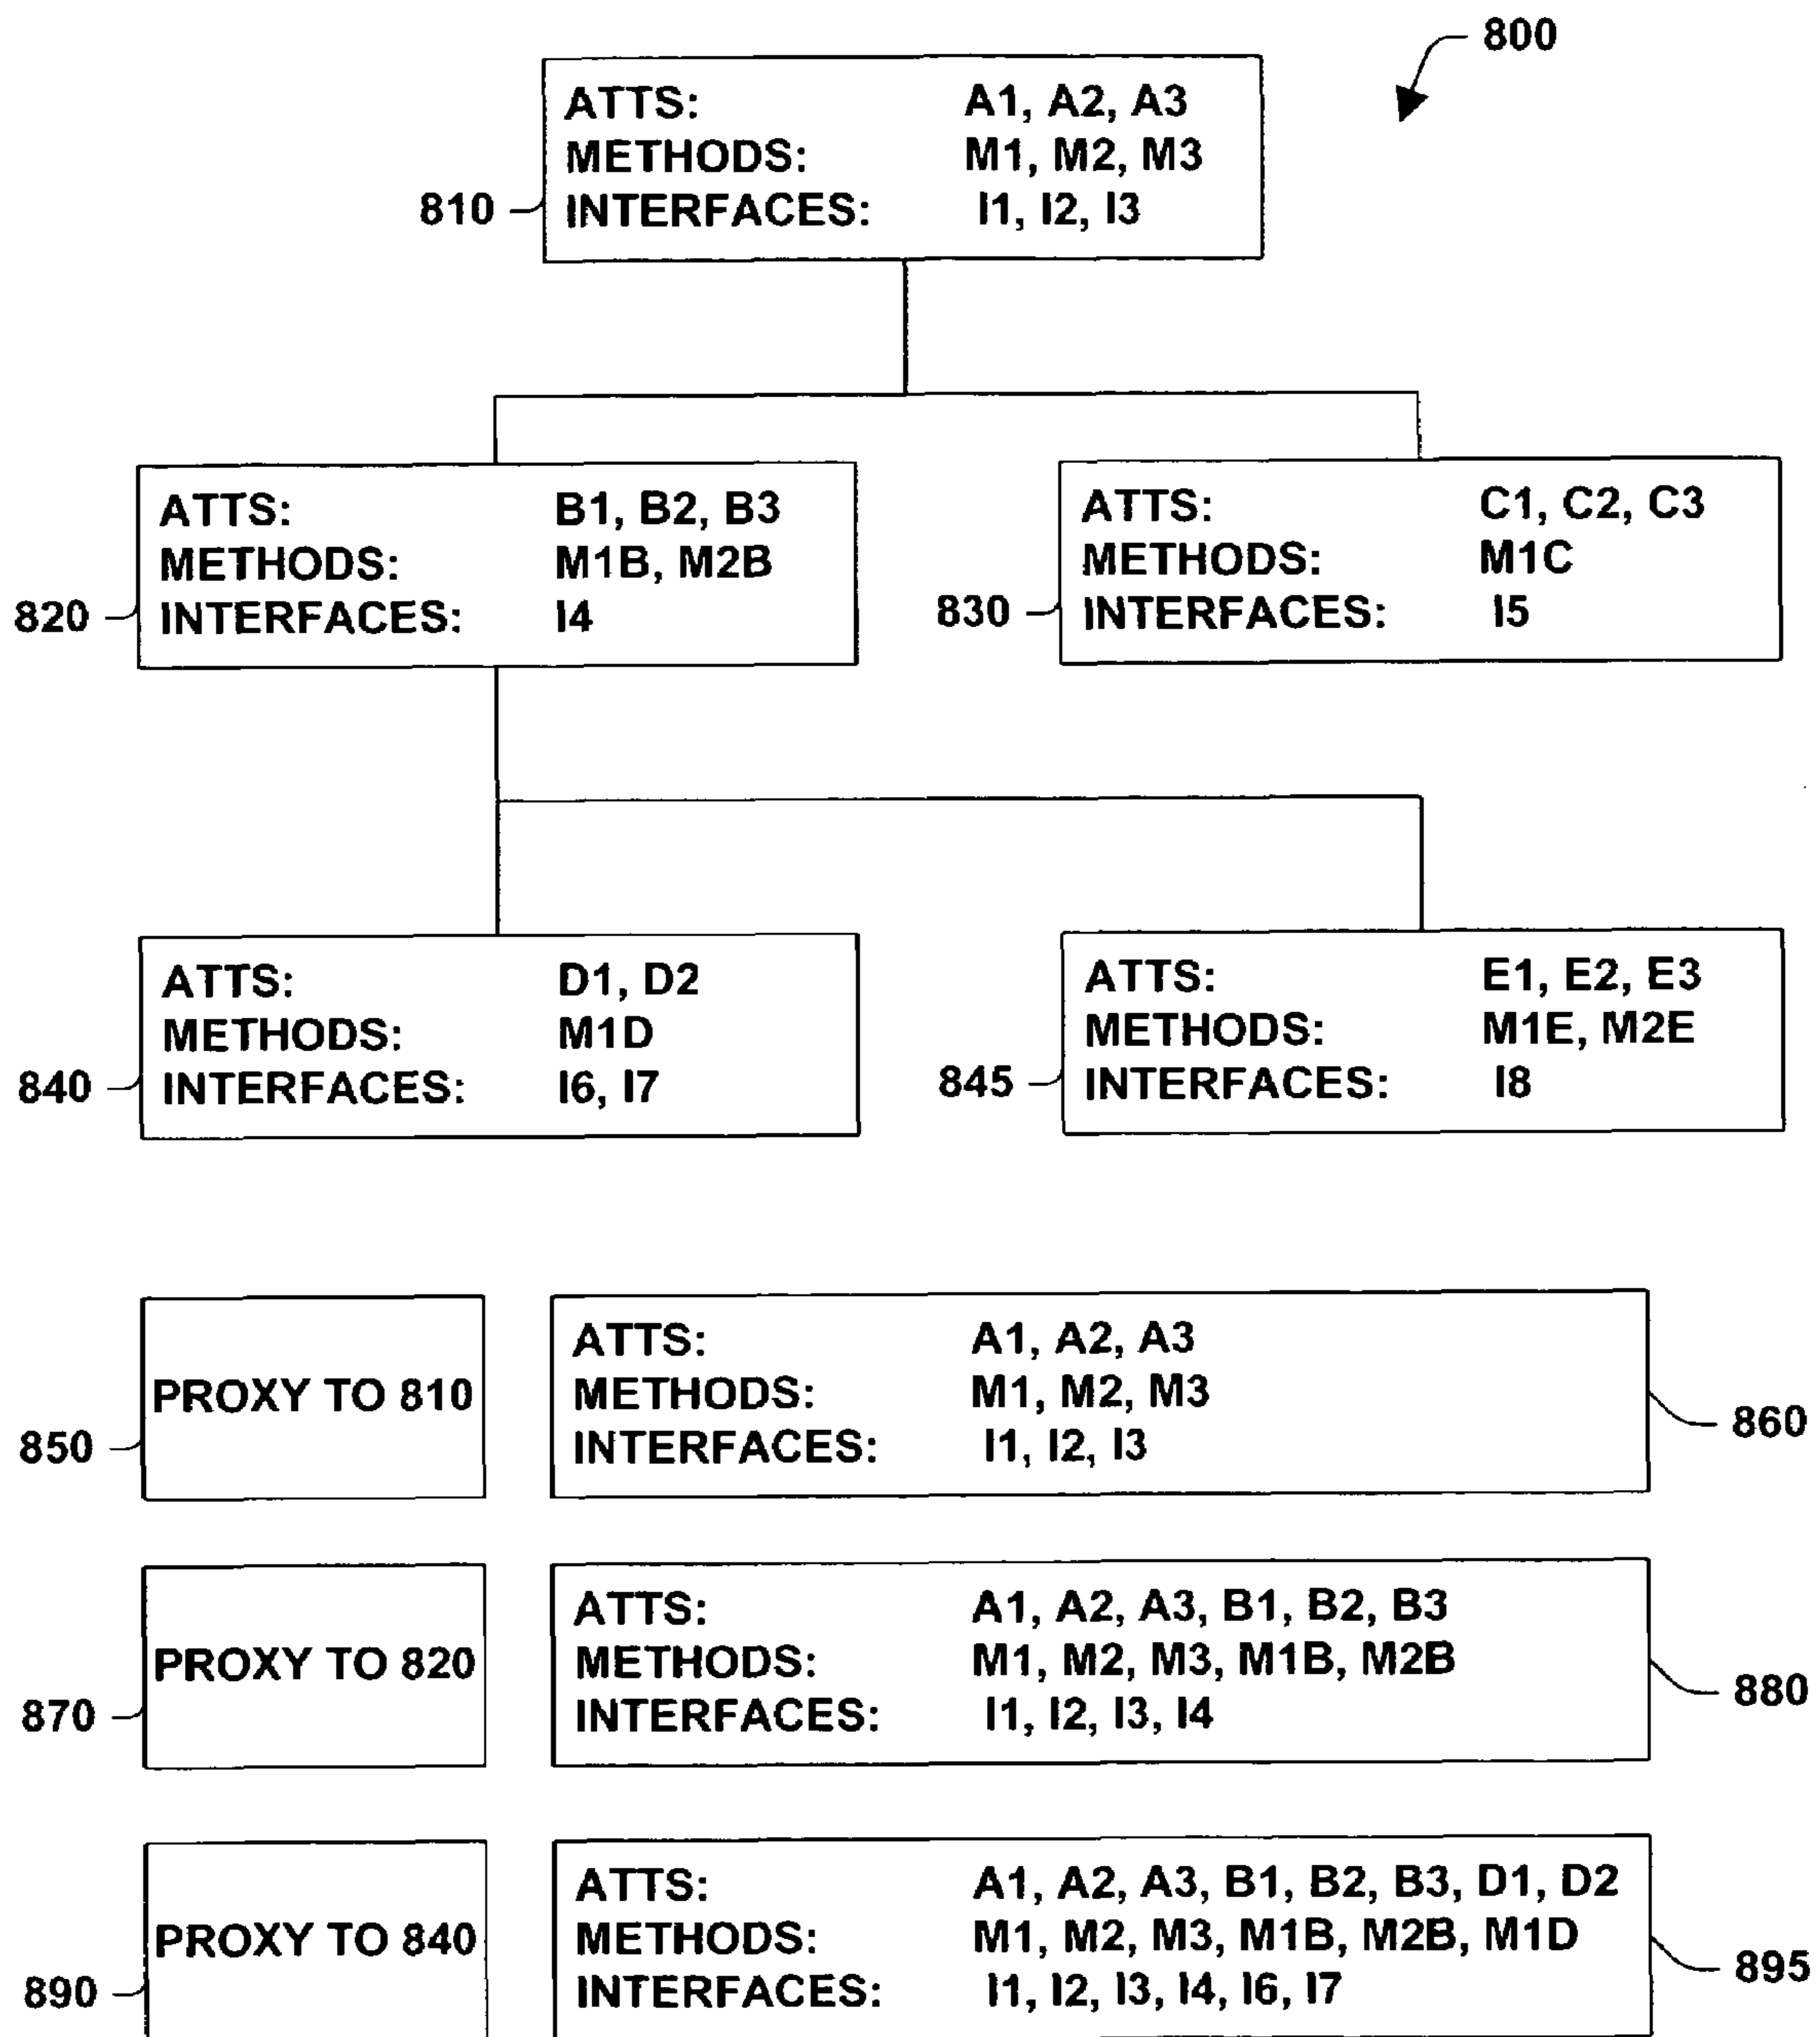 800
ATTS: A1, A2, A3
METHODS: M1, M2, M3
810 INTERFACES: I1, I2, I3
ATTS: B1, B2, B3
METHODS: M1B, M2B
820 INTERFACES: I4
ATTS: C1, C2, C3
METHODS: M1C
830 INTERFACES: I5
ATTS: D1, D2
METHODS: M1D
840 INTERFACES: I6, I7
ATTS: E1, E2, E3
METHODS: M1E, M2E
845 INTERFACES: I8
PROXY TO 810
850
ATTS: A1, A2, A3
METHODS: M1, M2, M3
INTERFACES: I1, I2, I3
860
PROXY TO 820
870
ATTS: A1, A2, A3, B1, B2, B3
METHODS: M1, M2, M3, M1B, M2B
INTERFACES: I1, I2, I3, I4
880
PROXY TO 840
890
ATTS: A1, A2, A3, B1, B2, B3, D1, D2
METHODS: M1, M2, M3, M1B, M2B, M1D
INTERFACES: I1, I2, I3, I4, I6, I7
895